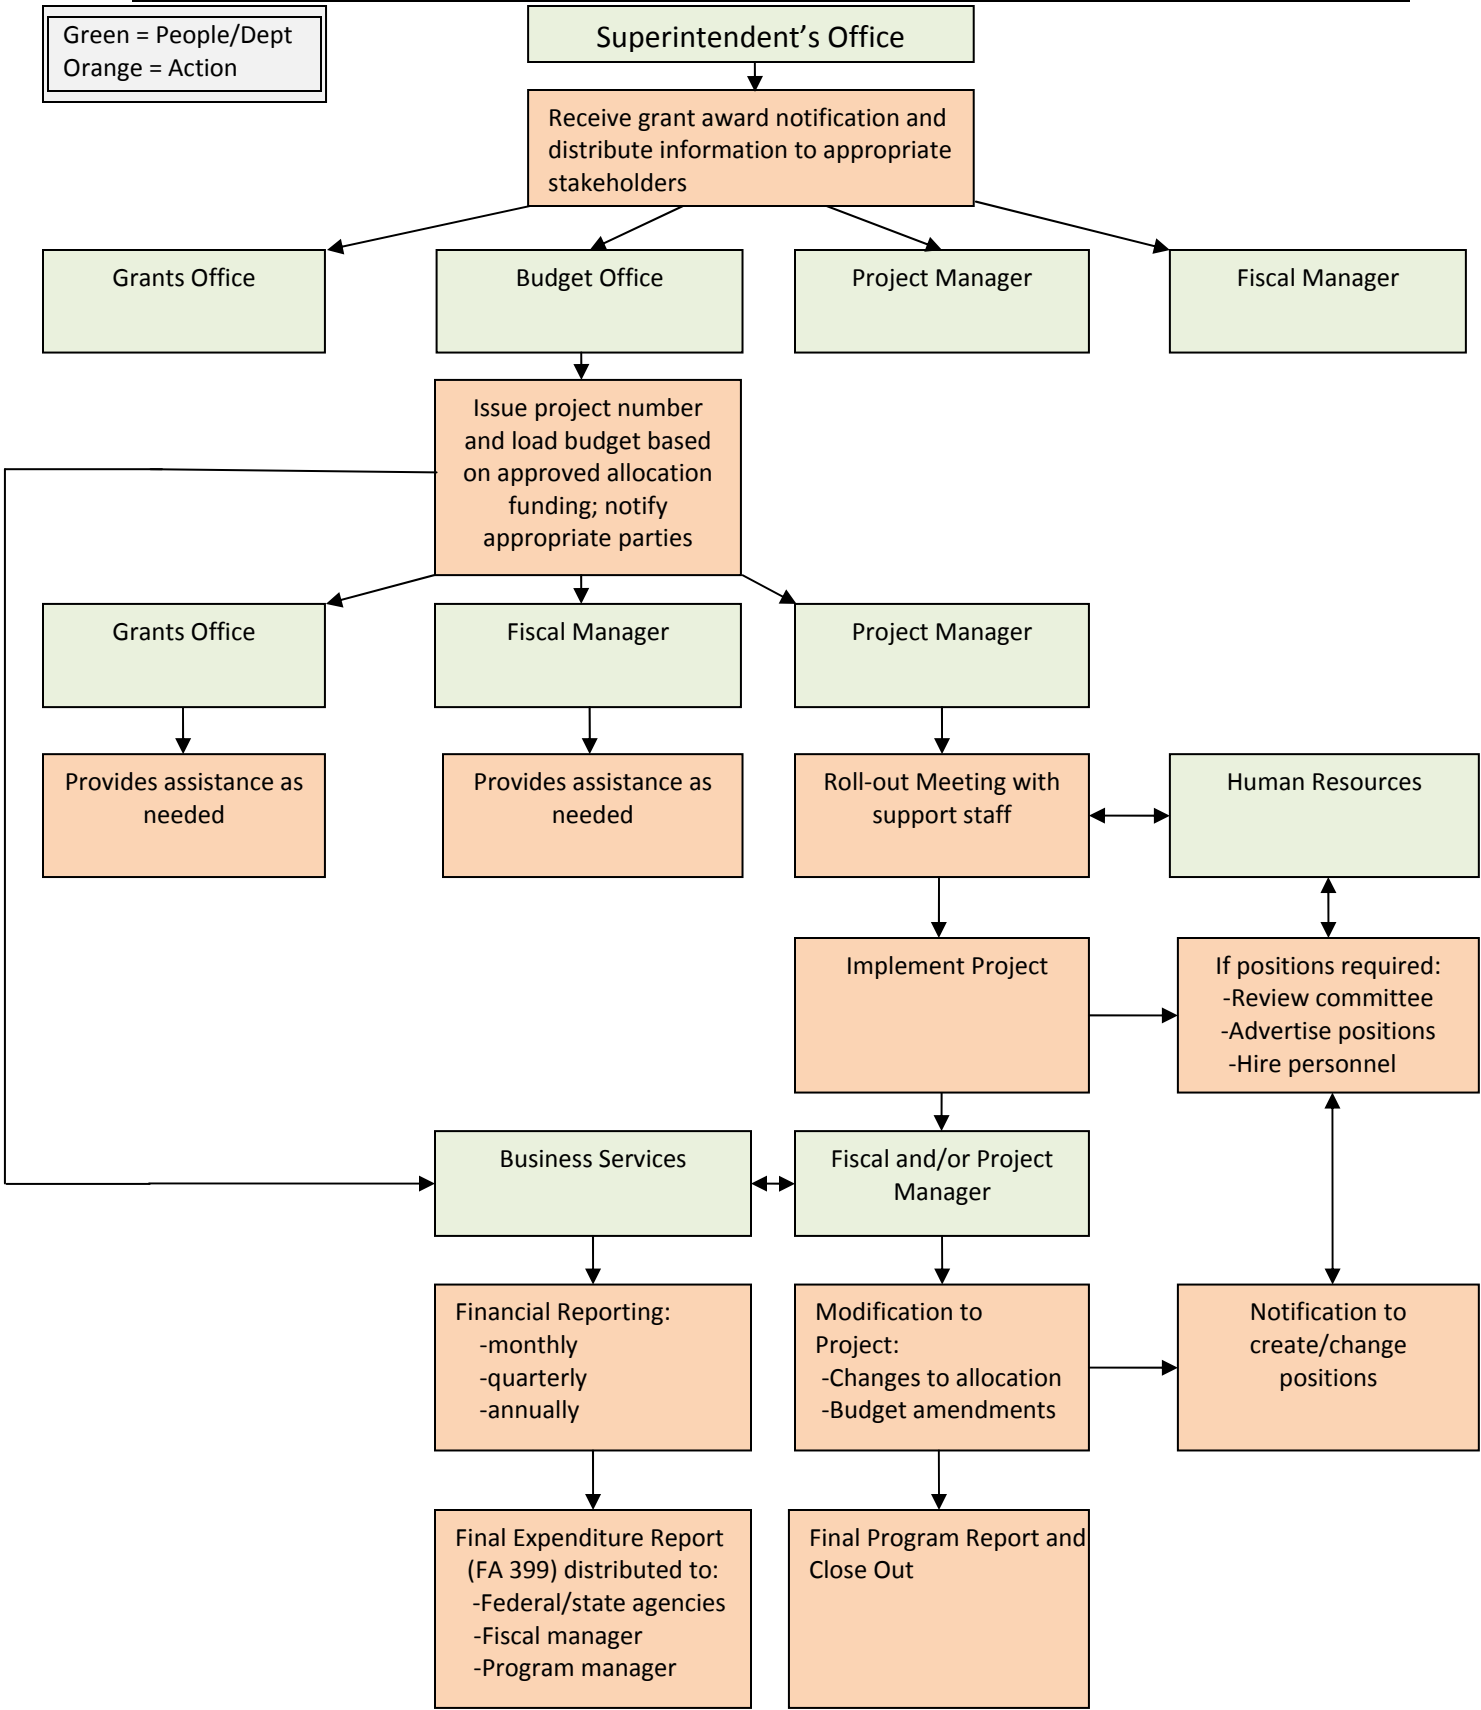 Green = People/Dept
Orange = Action
Superintendent’s Office
Receive grant award notification and
distribute information to appropriate
stakeholders
Grants Office
Budget Office
Project Manager
Fiscal Manager
Issue project number
and load budget based
on approved allocation
funding; notify
appropriate parties
Grants Office
Fiscal Manager
Project Manager
Provides assistance as
needed
Provides assistance as
needed
Roll-out Meeting with
support staff
Human Resources
Implement Project
If positions required:
-Review committee
-Advertise positions
-Hire personnel
Business Services
Fiscal and/or Project
Manager
Financial Reporting:
-monthly
-quarterly
-annually
Modification to
Project:
-Changes to allocation
-Budget amendments
Notification to
create/change
positions
Final Expenditure Report
(FA 399) distributed to:
-Federal/state agencies
-Fiscal manager
-Program manager
Final Program Report and
Close Out